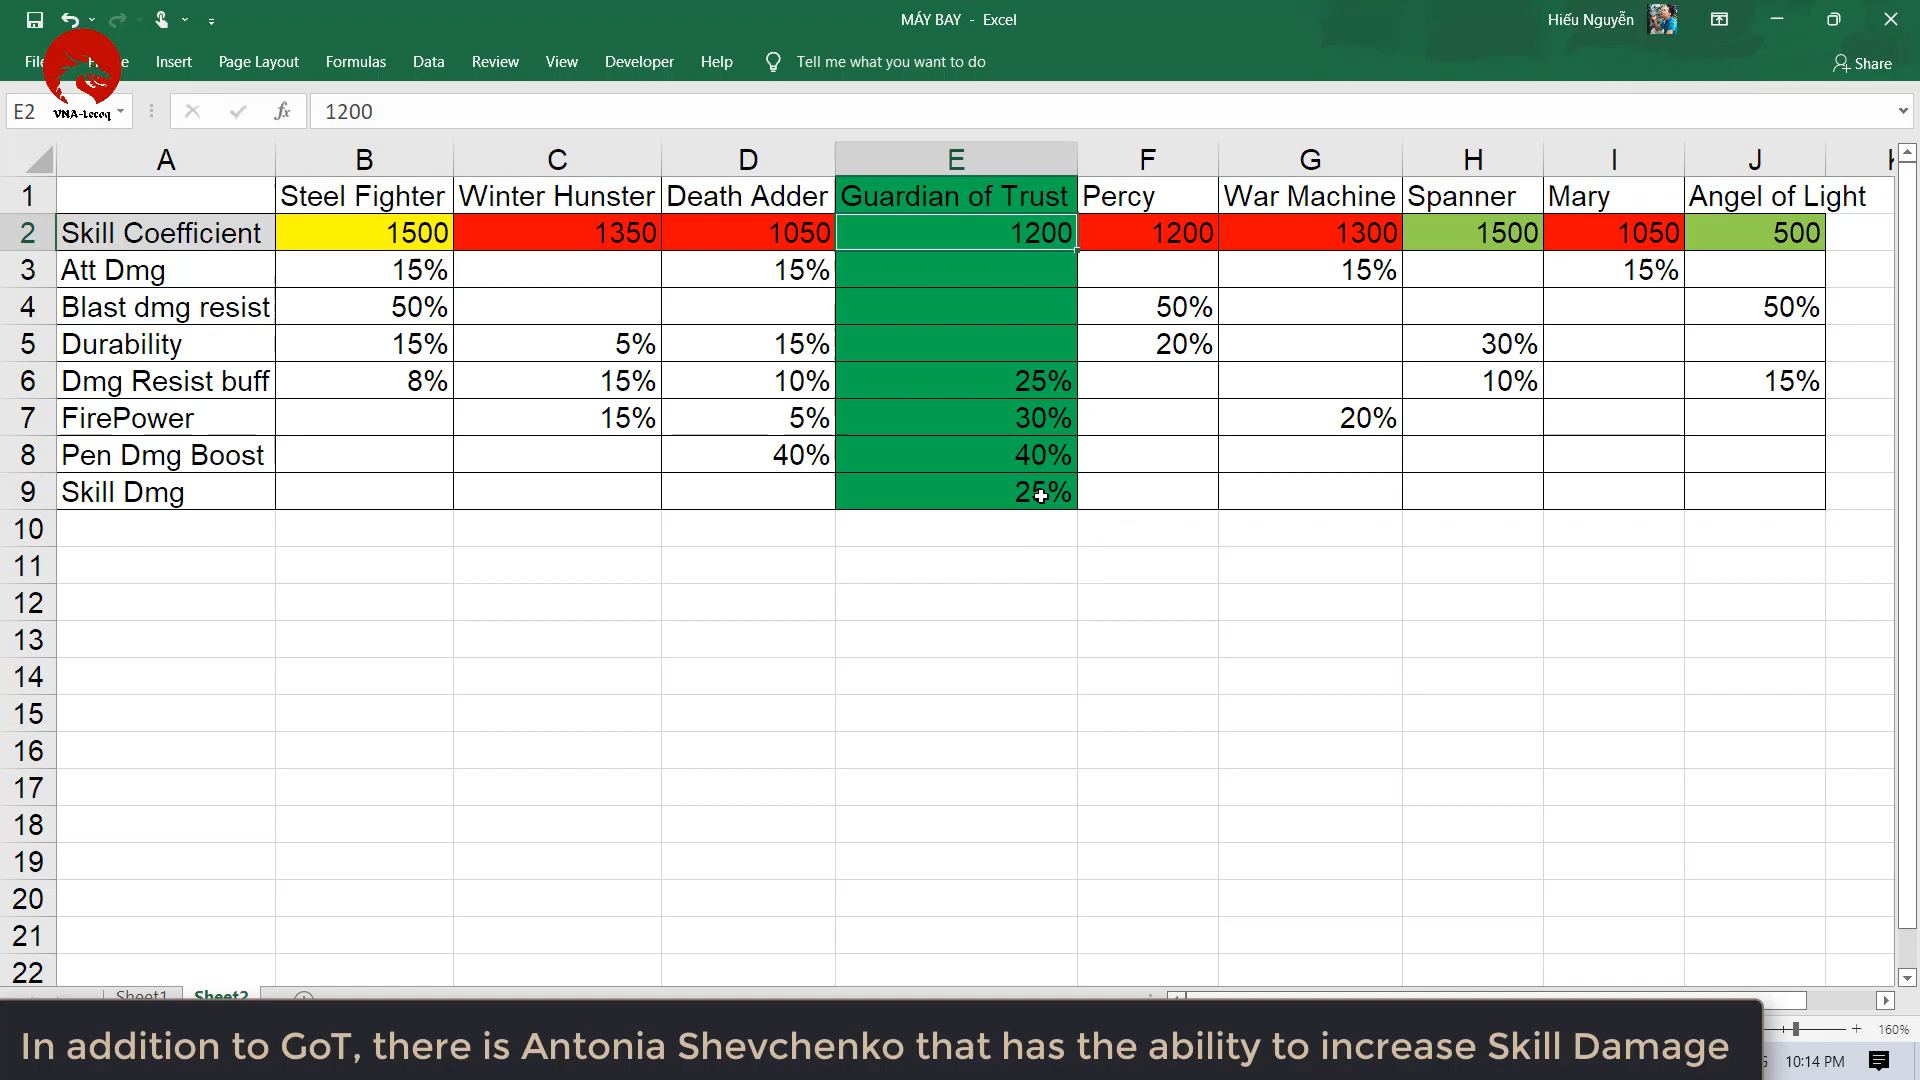 MÁY BAY - Excel
Hiếu Nguyễn
File Home Insert Page Layout Formulas Data Review View Developer Help Tell me what you want to do Share
VNA-Lecoq
E2 fx 1200
A B C D E F G H I J
1 Steel Fighter Winter Hunster Death Adder Guardian of Trust Percy War Machine Spanner Mary Angel of Light
2 Skill Coefficient 1500 1350 1050 1200 1200 1300 1500 1050 500
3 Att Dmg 15% 15% 15% 15%
4 Blast dmg resist 50% 50% 50%
5 Durability 15% 5% 15% 20% 30%
6 Dmg Resist buff 8% 15% 10% 25% 10% 15%
7 FirePower 15% 5% 30% 20%
8 Pen Dmg Boost 40% 40%
9 Skill Dmg 25%
10
11
12
13
14
15
16
17
18
19
20
21
22
Sheet1 Sheet2
160%
In addition to GoT, there is Antonia Shevchenko that has the ability to increase Skill Damage
10:14 PM